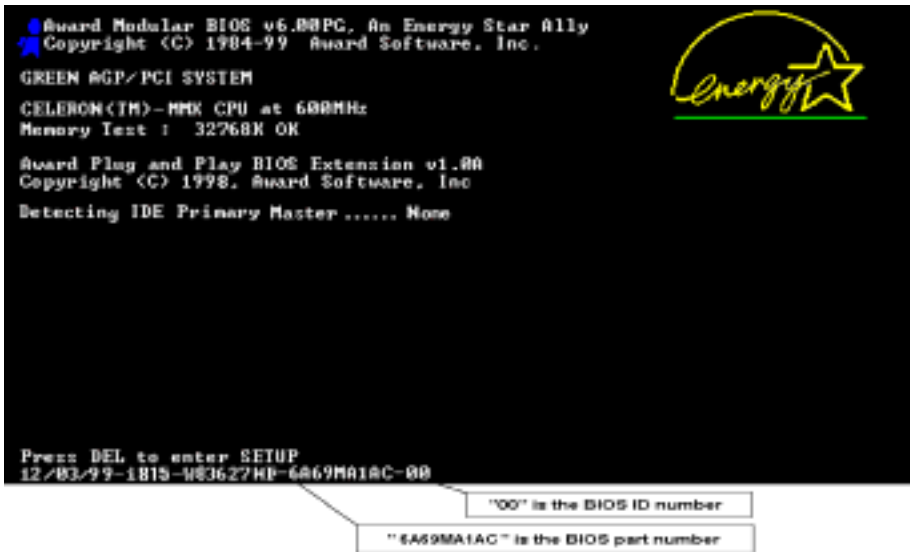 Award Modular BIOS v6.00PG, An Energy Star Ally
Copyright (C) 1984-99 Award Software, Inc.
energy
GREEN AGP/PCI SYSTEM
CELERON(TM)-MMX CPU at 600MHz
Memory Test : 32768K OK
Award Plug and Play BIOS Extension v1.0A
Copyright (C) 1998, Award Software, Inc
Detecting IDE Primary Master ...... None
Press DEL to enter SETUP
12/03/99-i815-W83627HF-6A69MA1AC-00
"00" is the BIOS ID number
"6A69MA1AC" is the BIOS part number